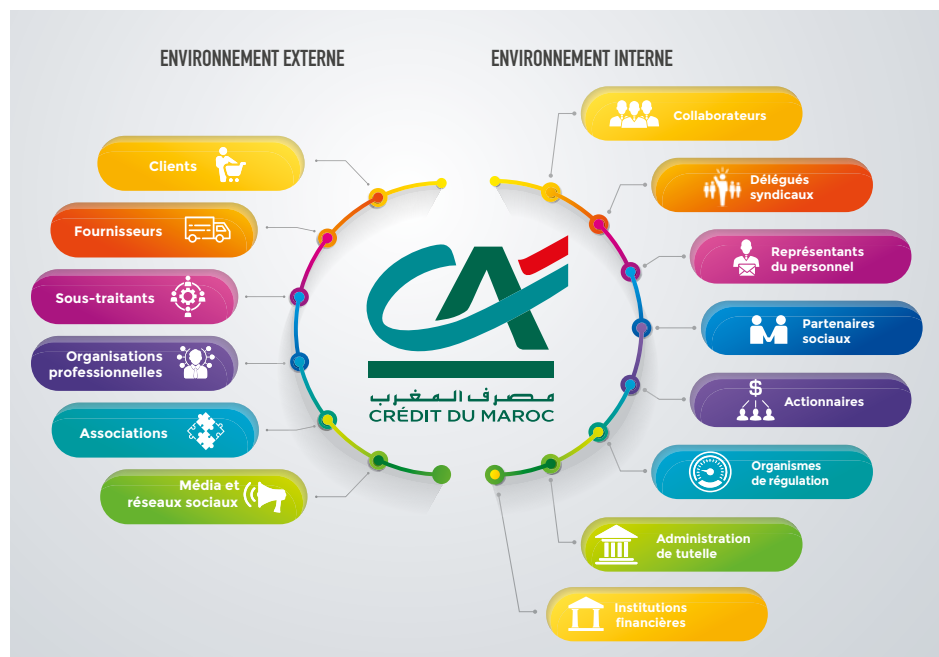 ENVIRONNEMENT EXTERNE
Clients
Fournisseurs
Sous-traitants
Organisations
professionnelles
Associations
Média et
réseaux sociaux
مصرف المغرب
CRÉDIT DU MAROC
ENVIRONNEMENT INTERNE
Collaborateurs
Délégués
syndicaux
Représentants
du personnel
Partenaires
sociaux
$
Actionnaires
Organismes
de régulation
Administration
de tutelle
Institutions
financières